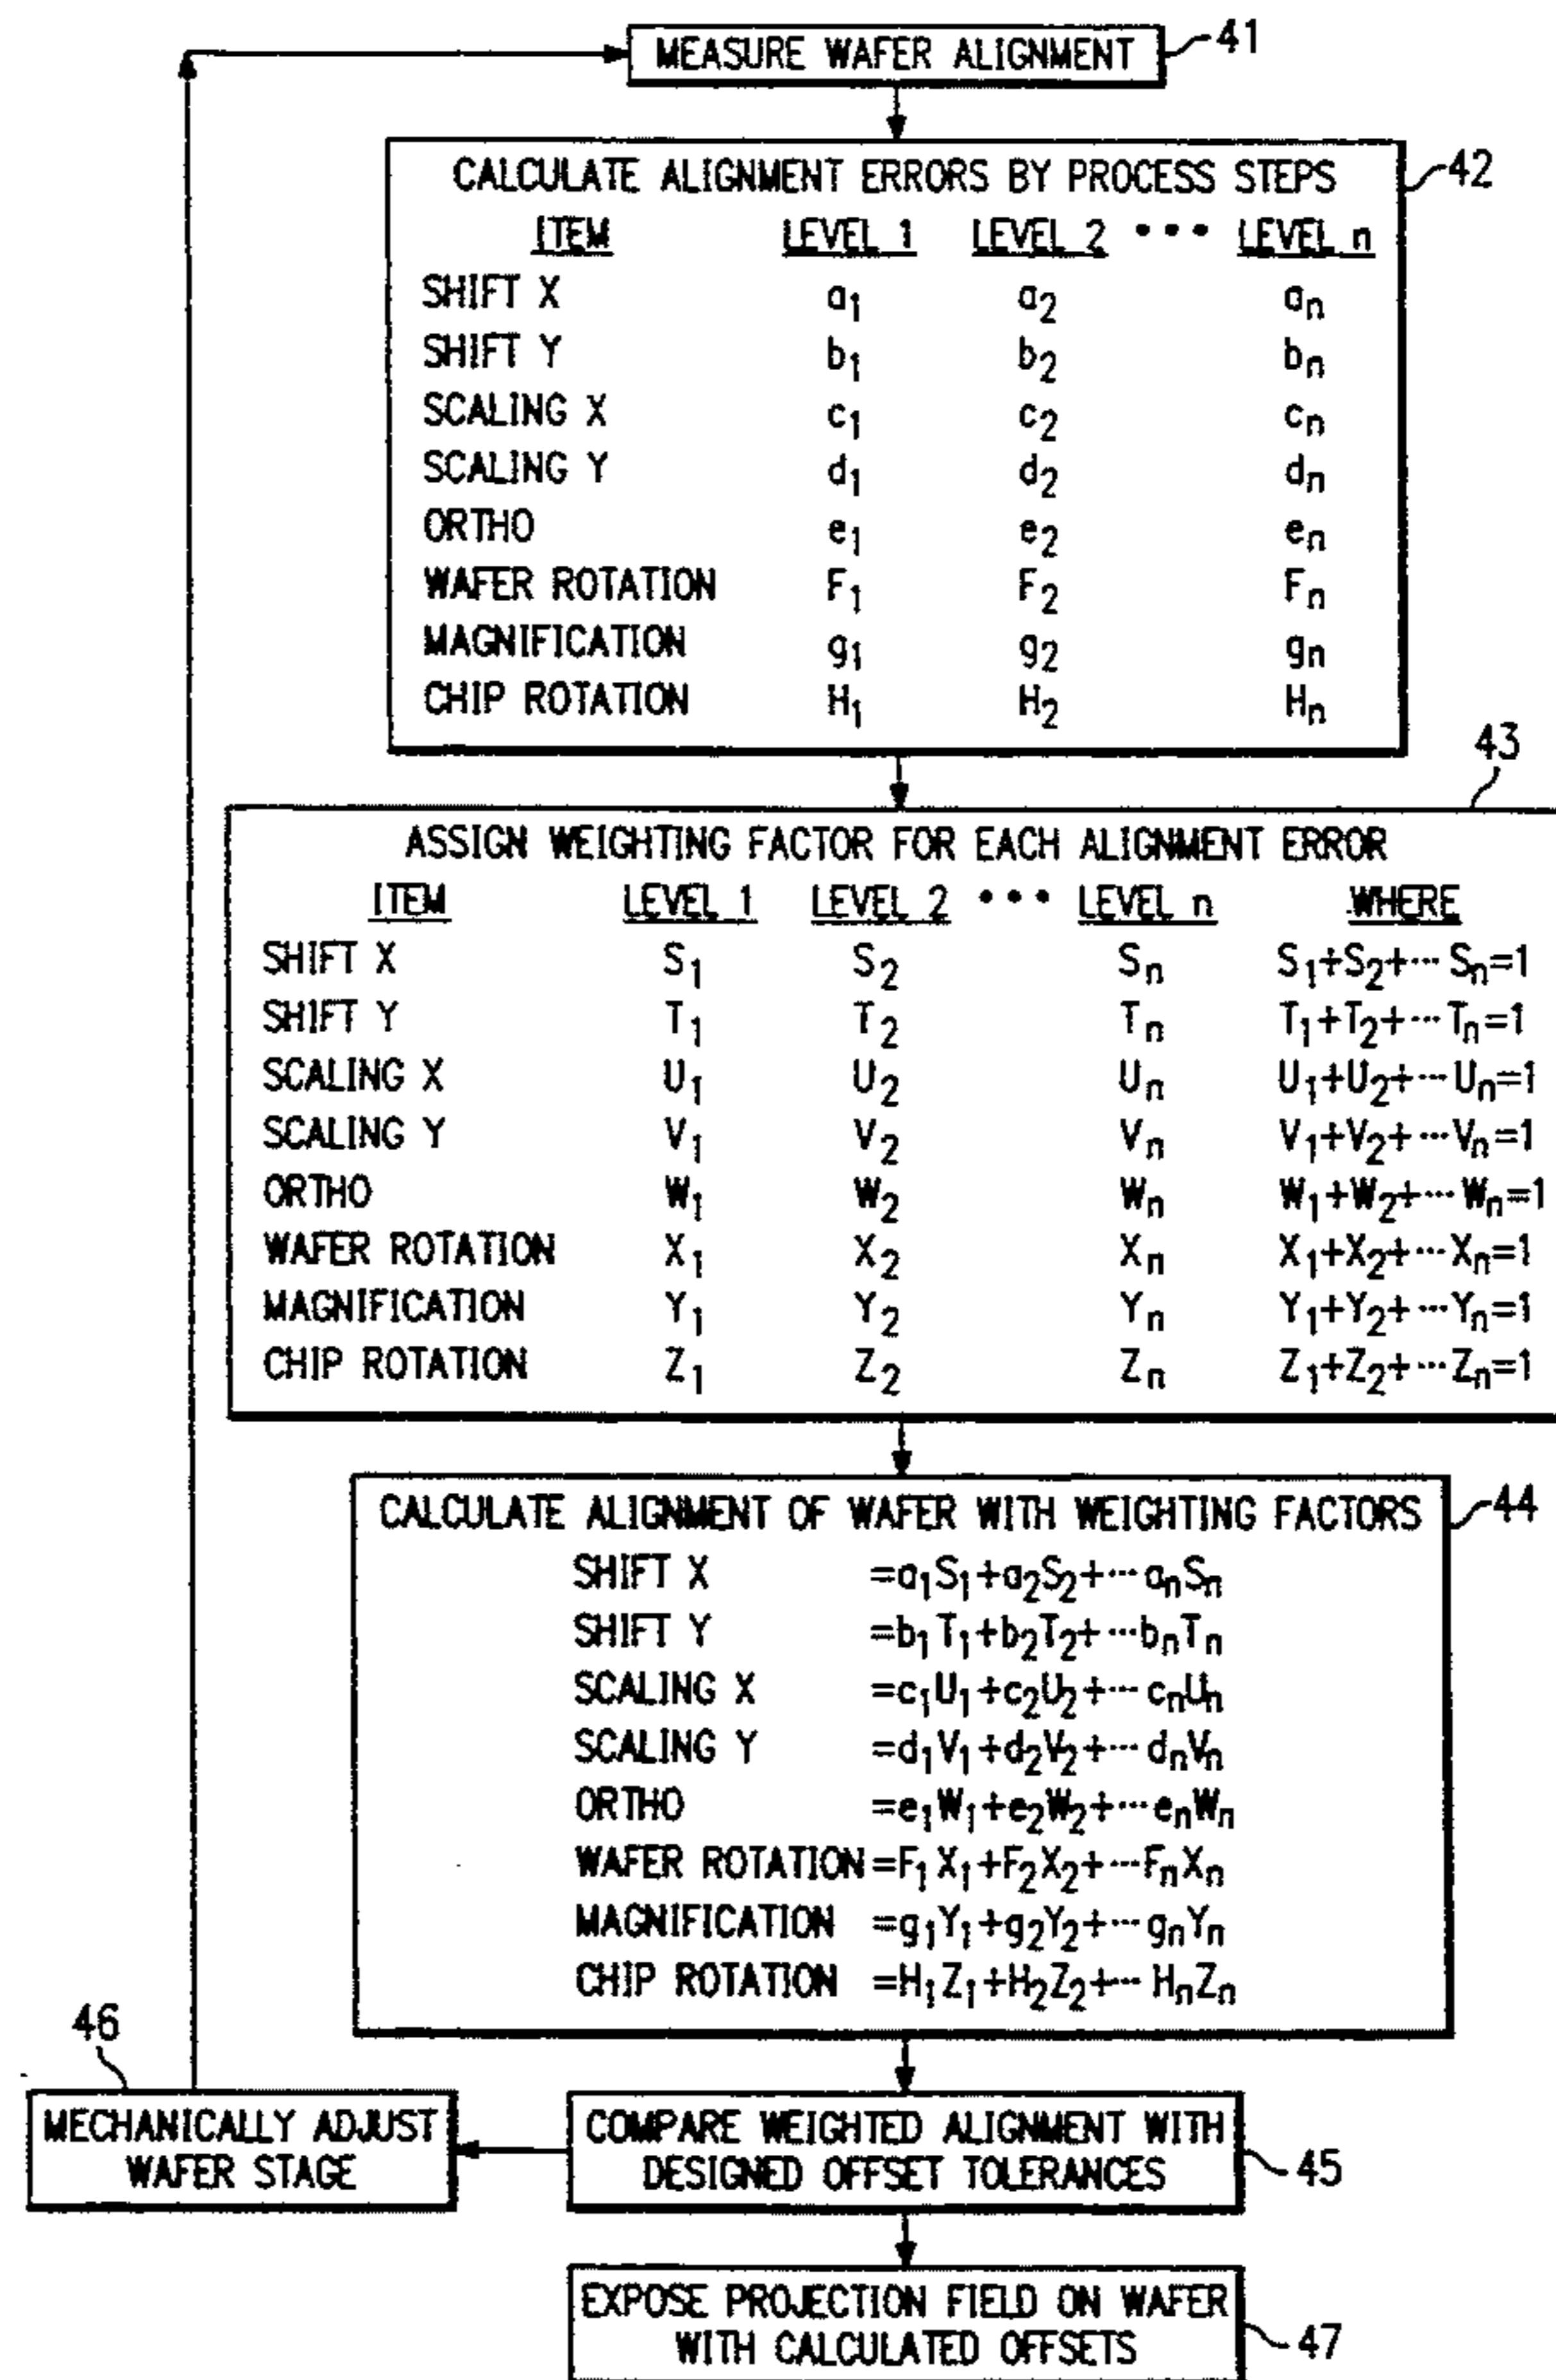 MEASURE WAFER ALIGNMENT 41
CALCULATE ALIGNMENT ERRORS BY PROCESS STEPS 42
ITEM LEVEL 1 LEVEL 2 ••• LEVEL n
SHIFT X a1 a2 an
SHIFT Y b1 b2 bn
SCALING X c1 c2 cn
SCALING Y d1 d2 dn
ORTHO e1 e2 en
WAFER ROTATION F1 F2 Fn
MAGNIFICATION g1 g2 gn
CHIP ROTATION H1 H2 Hn
43
ASSIGN WEIGHTING FACTOR FOR EACH ALIGNMENT ERROR
ITEM LEVEL 1 LEVEL 2 ••• LEVEL n WHERE
SHIFT X S1 S2 Sn S1+S2+··· Sn=1
SHIFT Y T1 T2 Tn T1+T2+···Tn=1
SCALING X U1 U2 Un U1+U2+···Un=1
SCALING Y V1 V2 Vn V1+V2+···Vn=1
ORTHO W1 W2 Wn W1+W2+···Wn=1
WAFER ROTATION X1 X2 Xn X1+X2+···Xn=1
MAGNIFICATION Y1 Y2 Yn Y1+Y2+···Yn=1
CHIP ROTATION Z1 Z2 Zn Z1+Z2+···Zn=1
CALCULATE ALIGNMENT OF WAFER WITH WEIGHTING FACTORS 44
SHIFT X =a1S1+a2S2+···anSn
SHIFT Y =b1T1+b2T2+···bnTn
SCALING X =c1U1+c2U2+···cnUn
SCALING Y =d1V1+d2V2+···dnVn
ORTHO =e1W1+e2W2+···enWn
WAFER ROTATION =F1X1+F2X2+···FnXn
MAGNIFICATION =g1Y1+g2Y2+···gnYn
CHIP ROTATION =H1Z1+H2Z2+···HnZn
46
MECHANICALLY ADJUST
WAFER STAGE
COMPARE WEIGHTED ALIGNMENT WITH
DESIGNED OFFSET TOLERANCES 45
EXPOSE PROJECTION FIELD ON WAFER
WITH CALCULATED OFFSETS 47